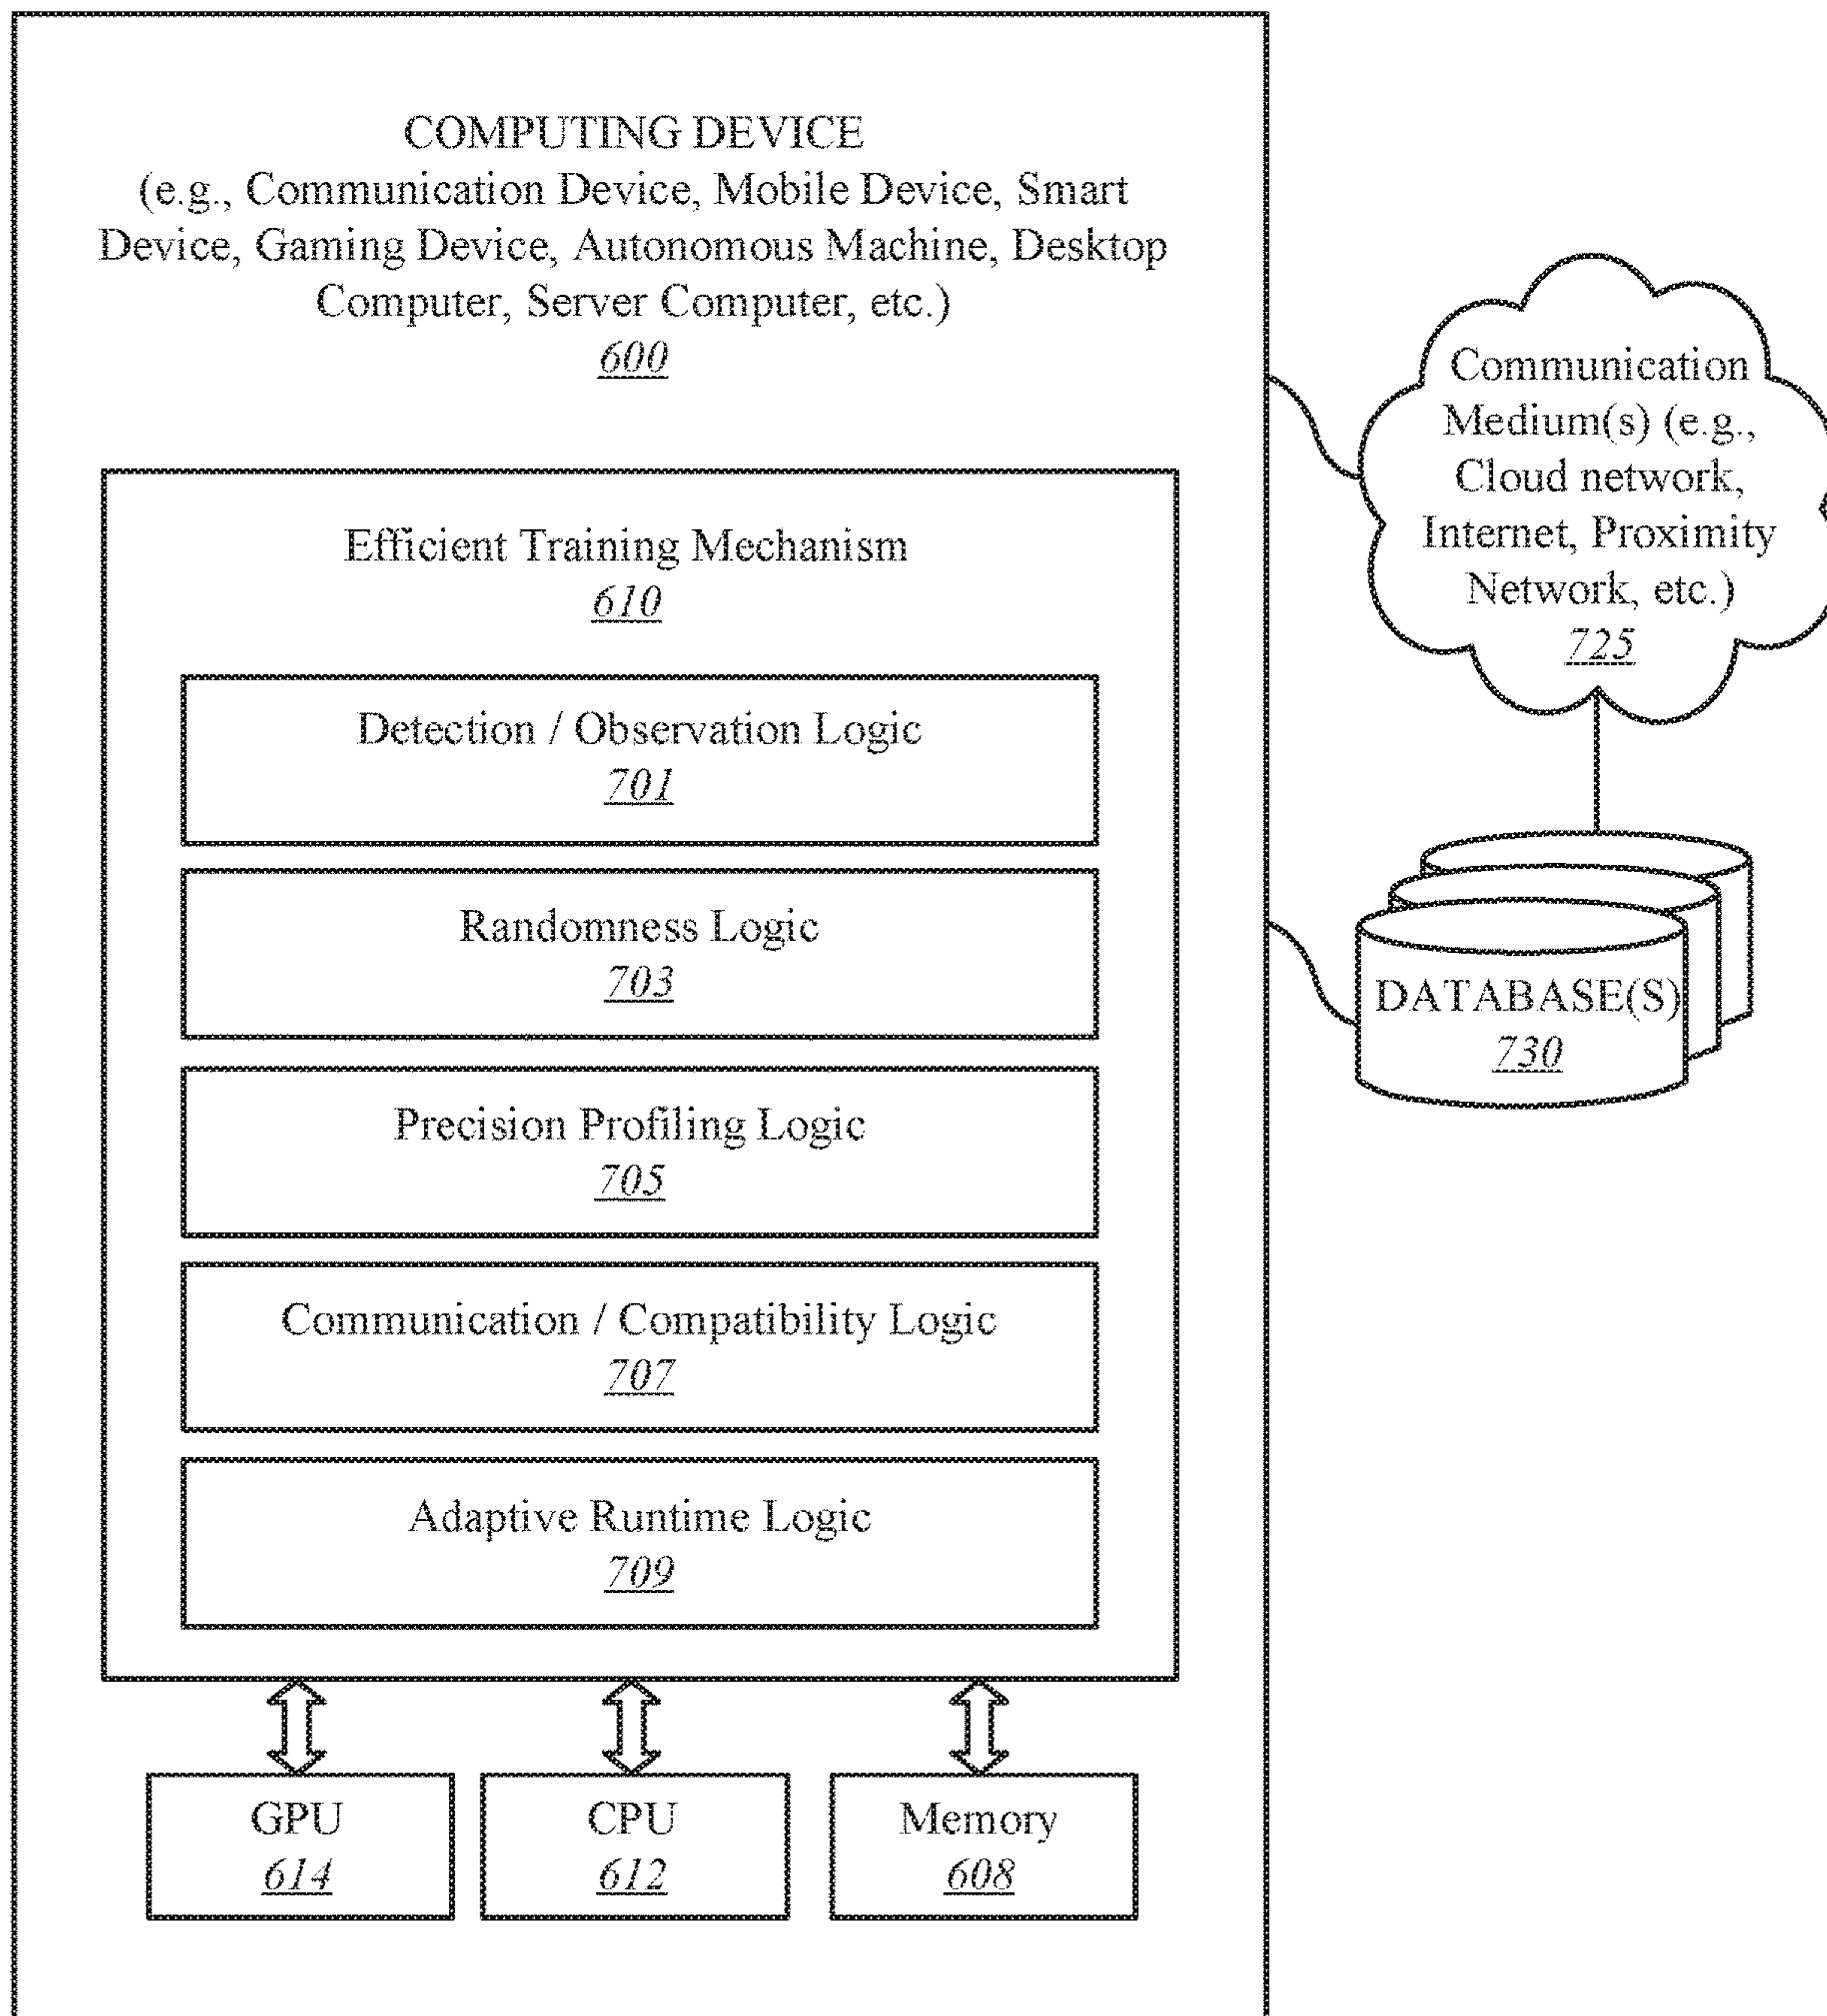 COMPUTING DEVICE
(e.g., Communication Device, Mobile Device, Smart
Device, Gaming Device, Autonomous Machine, Desktop
Computer, Server Computer, etc.)
600
Efficient Training Mechanism
610
Detection / Observation Logic
701
Randomness Logic
703
Precision Profiling Logic
705
Communication / Compatibility Logic
707
Adaptive Runtime Logic
709
GPU
614
CPU
612
Memory
608
Communication
Medium(s) (e.g.,
Cloud network,
Internet, Proximity
Network, etc.)
725
DATABASE(S)
730